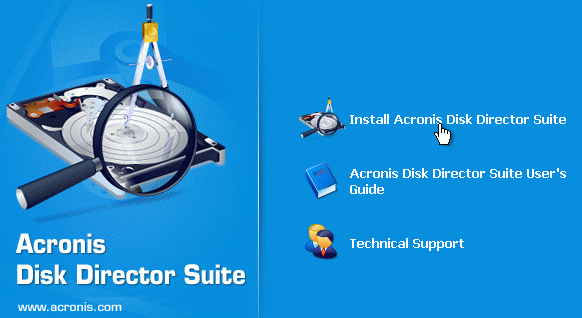 Acronis
Disk Director Suite
www.acronis.com
Install Acronis Disk Director Suite
Acronis Disk Director Suite User's
Guide
Technical Support